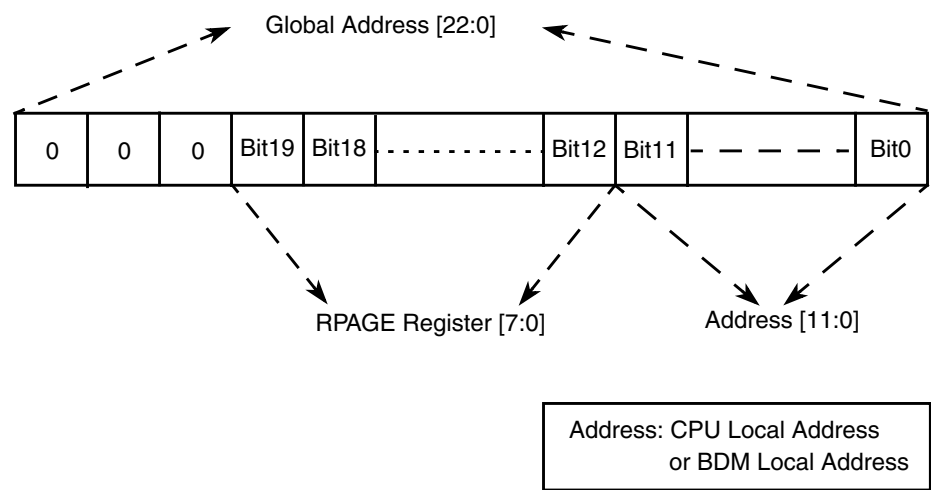 Global Address [22:0]
0 0 0 Bit19 Bit18 Bit12 Bit11 Bit0
RPAGE Register [7:0]
Address [11:0]
Address: CPU Local Address
or BDM Local Address